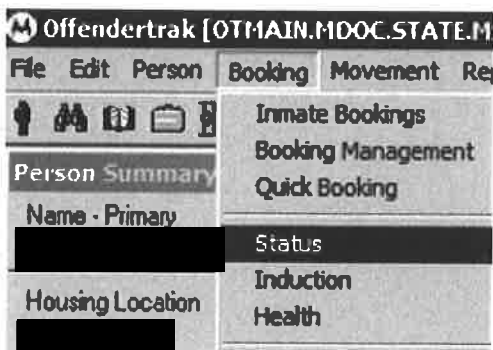 Offendertrak [OTMAIN.MDOC.STATE.M
File Edit Person Booking Movement Re
Inmate Bookings
Booking Management
Quick Booking
Person Summary
Name - Primary
Status
Induction
Housing Location
Health